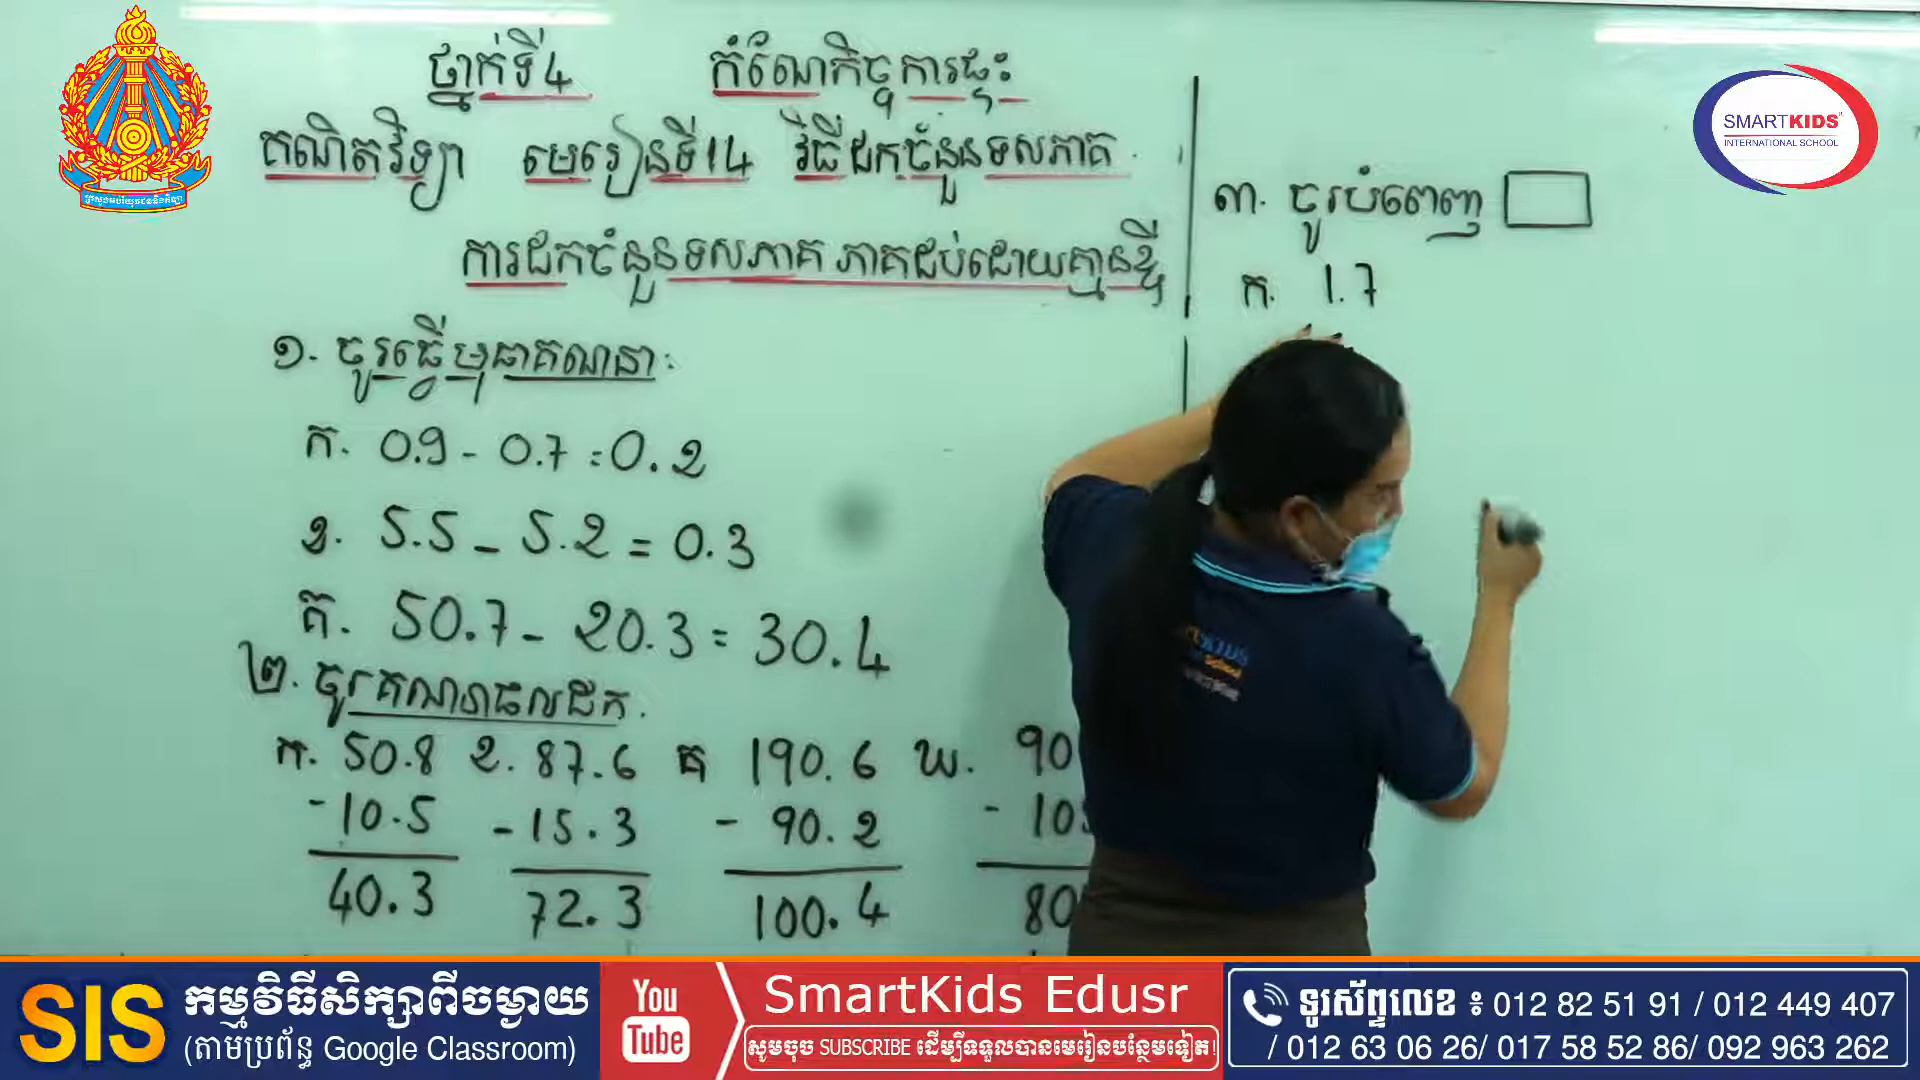 ថ្នាក់ទី4 កំណែកិច្ចការផ្ទះ
គណិតវិទ្យា មេរៀនទី14 វិធីដកចំនួនទសភាគ
ការដកចំនួនទសភាគ ភាគដប់ដោយគ្មានខ្ចី
១. ចូរធ្វើប្រមាណគណនា:
ក. 0.9 - 0.7 = 0.2
ខ. 5.5 - 5.2 = 0.3
គ. 50.7 - 20.3 = 30.4
២. ចូរគណនាផលដក.
ក. 50.8 ខ. 87.6 គ 190.6 ឃ. 90
- 10.5 - 15.3 - 90.2 - 10
40.3 72.3 100.4 80
៣. ចូរបំពេញ
ក. 1.7
SMARTKIDS
INTERNATIONAL SCHOOL
SIS កម្មវិធីសិក្សាពីចម្ងាយ
(តាមប្រព័ន្ធ Google Classroom)
You Tube
SmartKids Edusr
សូមចុច SUBSCRIBE ដើម្បីទទួលបានមេរៀនបន្ថែមទៀត!
ទូរស័ព្ទលេខ ៖ 012 82 51 91 / 012 449 407
/ 012 63 06 26/ 017 58 52 86/ 092 963 262